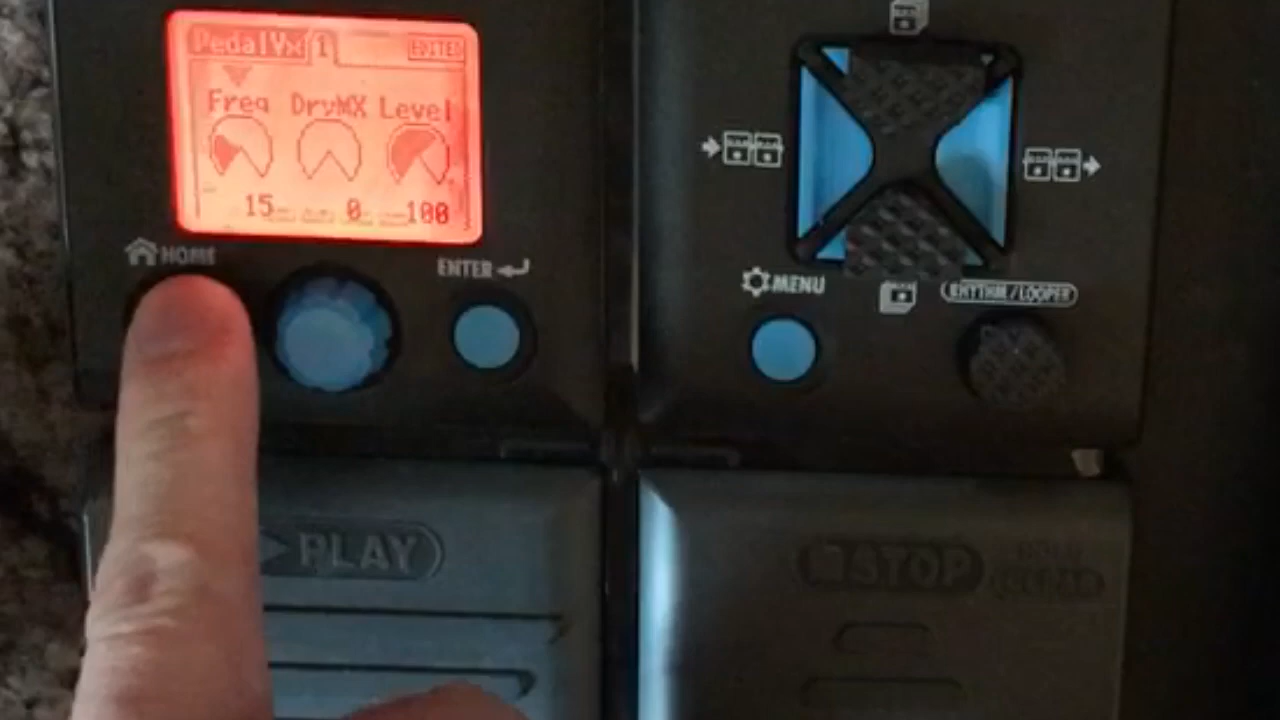 PedalVx 1 EDITED
Freq DryMX Level
15 0 100
HOME
ENTER
MENU
RHYTHM/LOOPER
PLAY
STOP